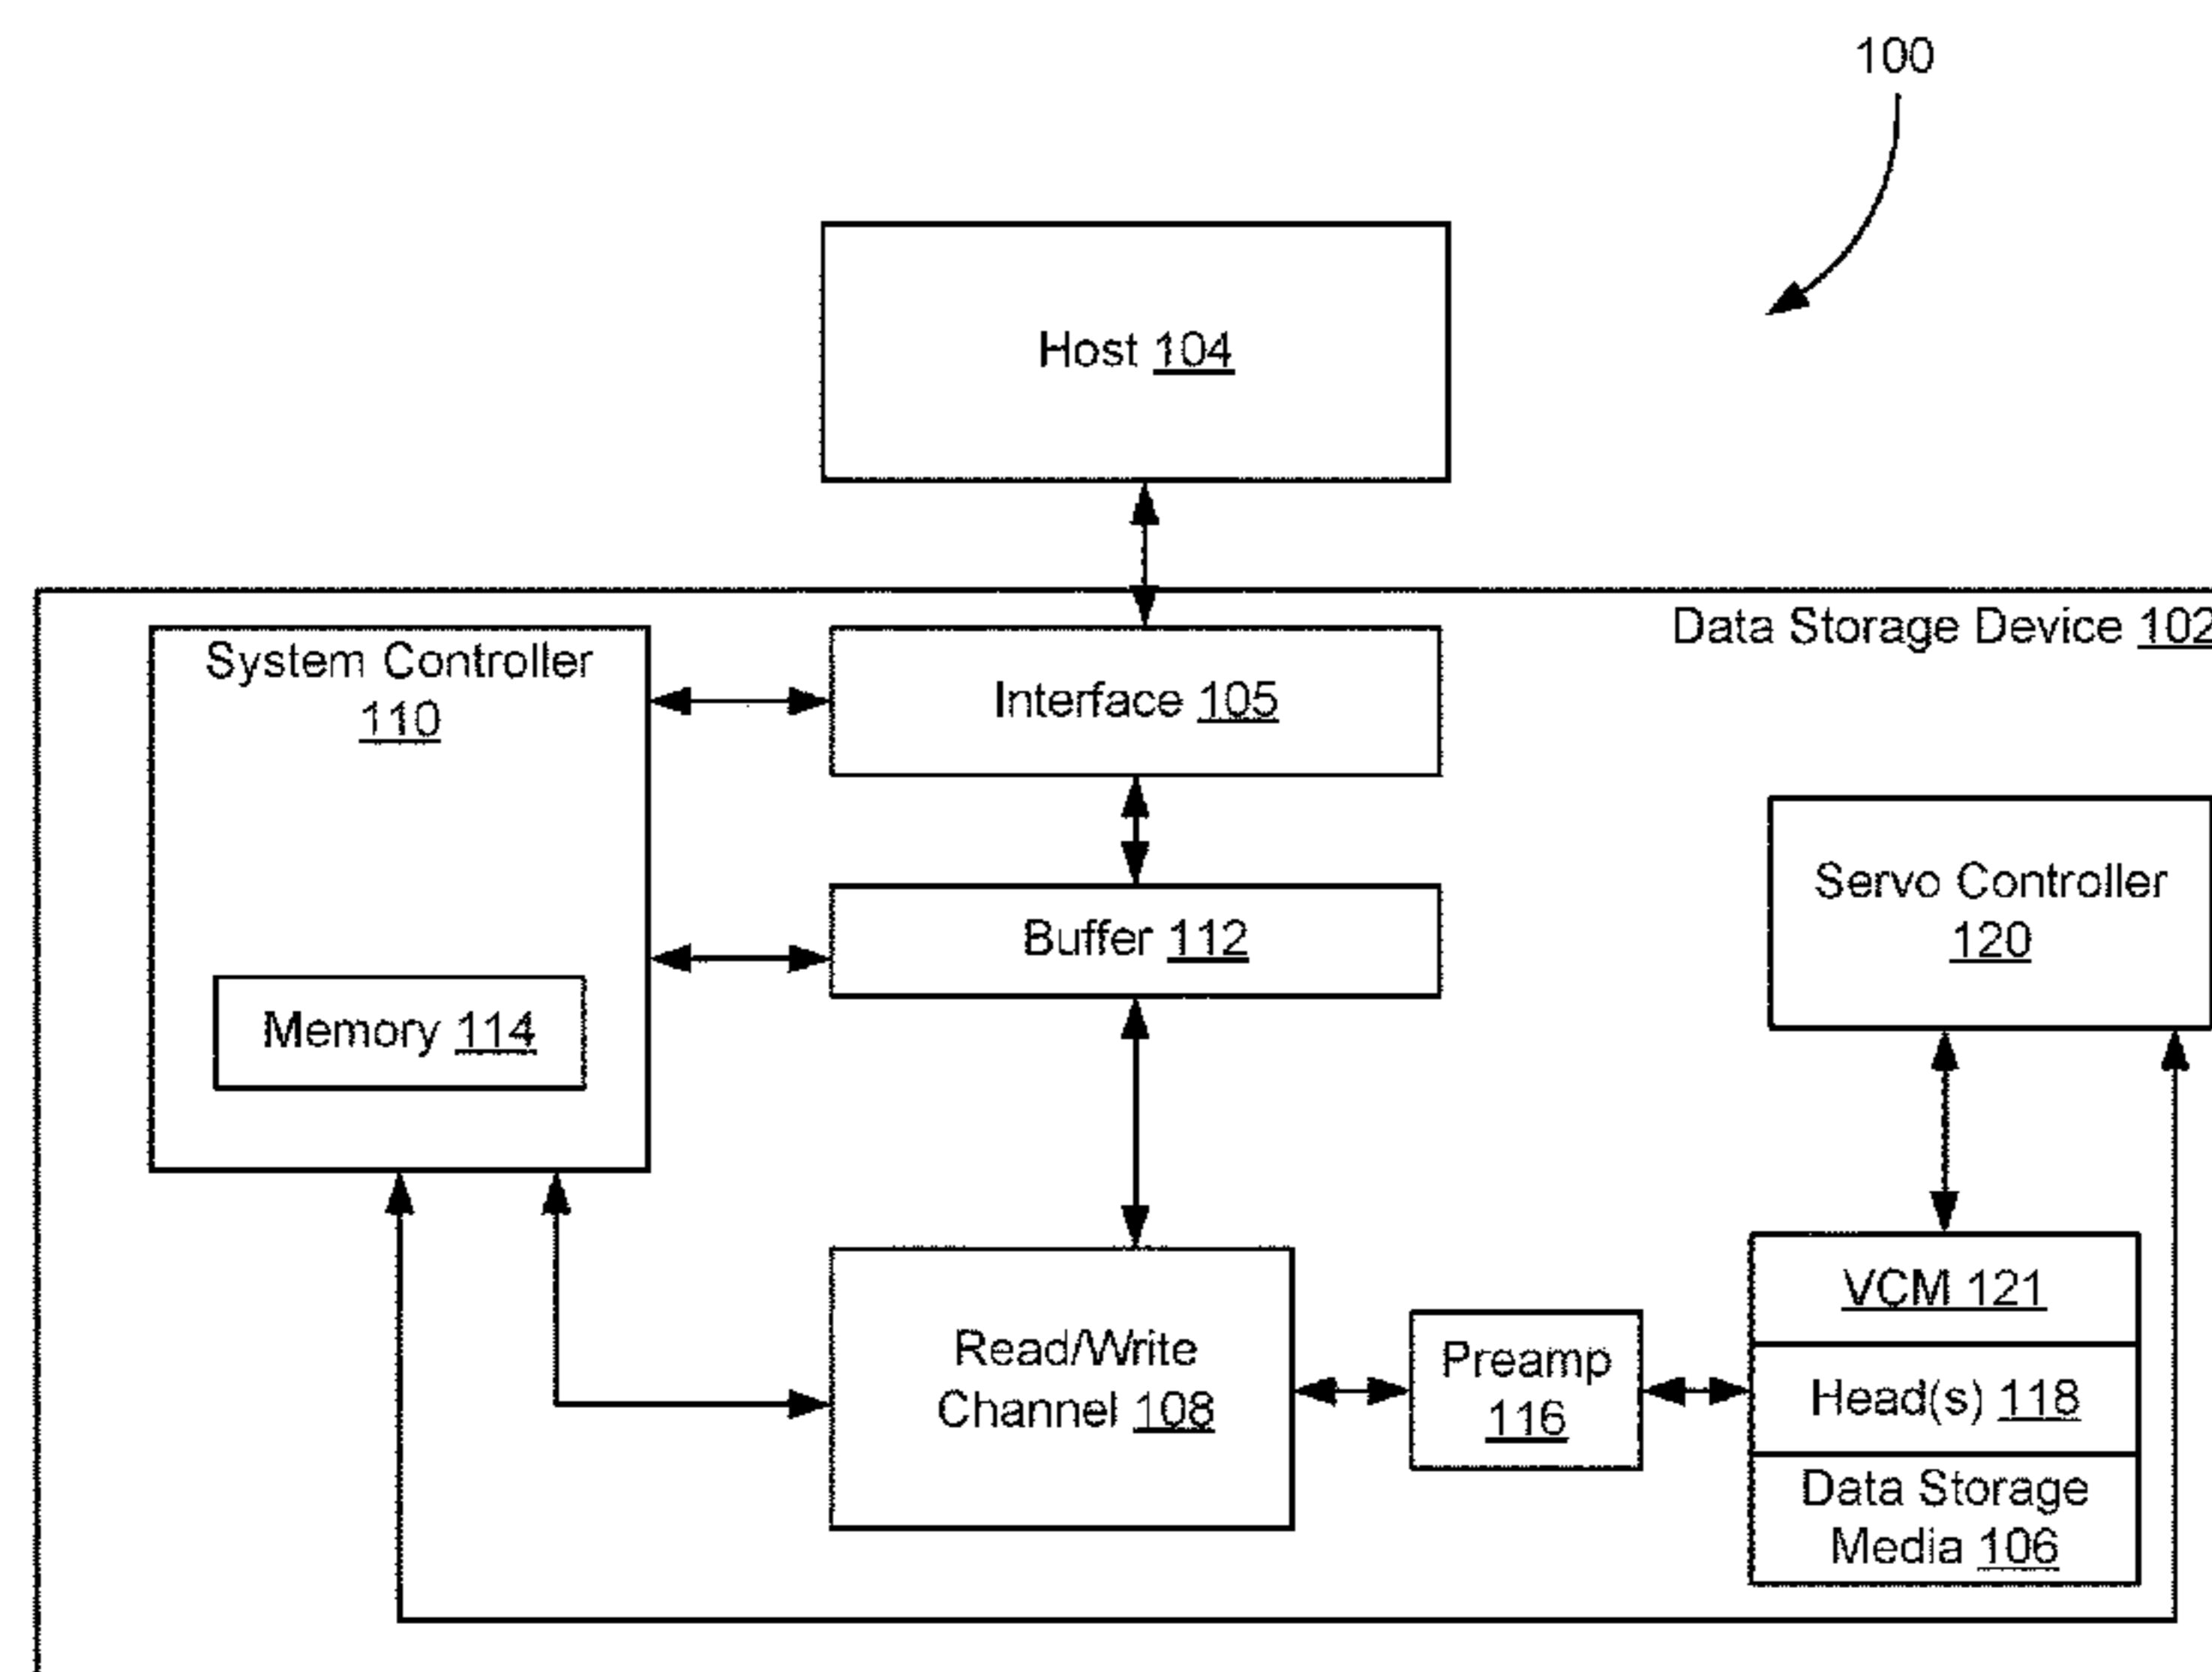 100
Host 104
Data Storage Device 102
System Controller
110
Interface 105
Servo Controller
120
Buffer 112
Memory 114
VCM 121
Read/Write
Channel 108
Preamp
116
Head(s) 118
Data Storage
Media 106